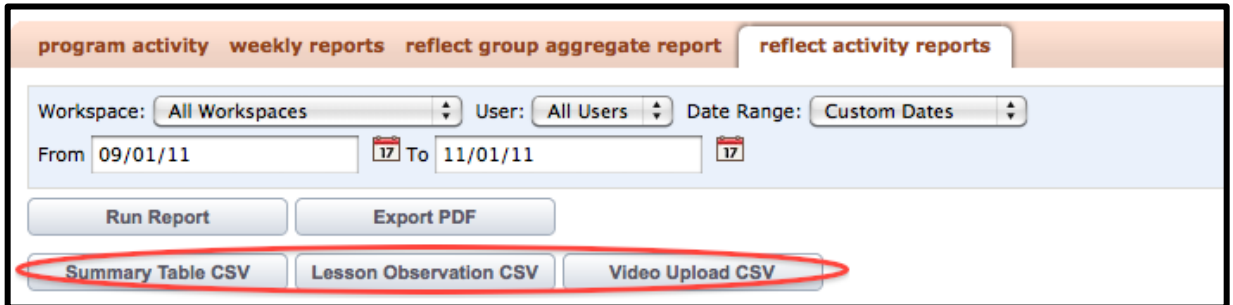 program activity weekly reports reflect group aggregate report reflect activity reports
Workspace: All Workspaces User: All Users Date Range: Custom Dates
From 09/01/11 17 To 11/01/11 17
Run Report Export PDF
Summary Table CSV Lesson Observation CSV Video Upload CSV